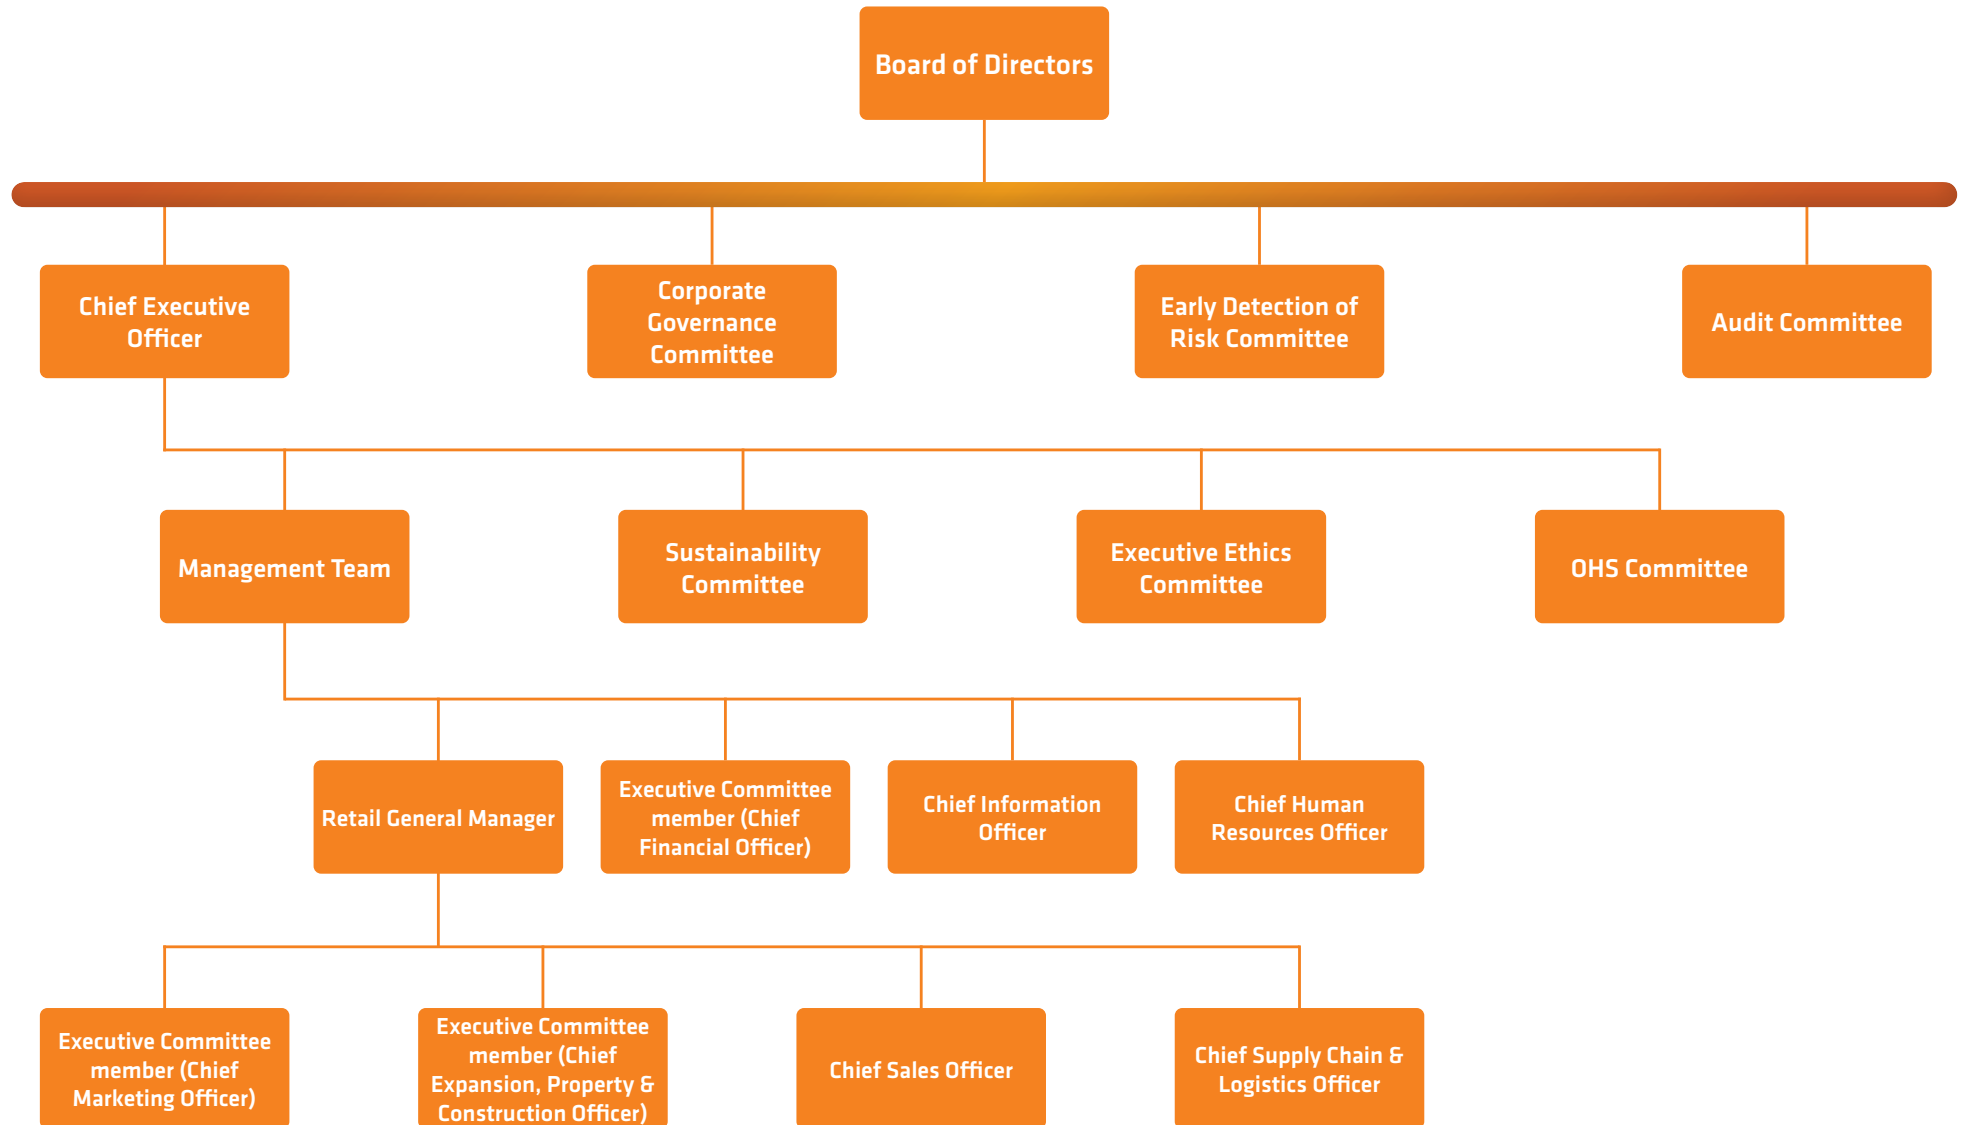 Board of Directors
Chief Executive
Officer
Corporate
Governance
Committee
Early Detection of
Risk Committee
Audit Committee
Management Team
Sustainability
Committee
Executive Ethics
Committee
OHS Committee
Retail General Manager
Executive Committee
member (Chief
Financial Officer)
Chief Information
Officer
Chief Human
Resources Officer
Executive Committee
member (Chief
Marketing Officer)
Executive Committee
member (Chief
Expansion, Property &
Construction Officer)
Chief Sales Officer
Chief Supply Chain &
Logistics Officer